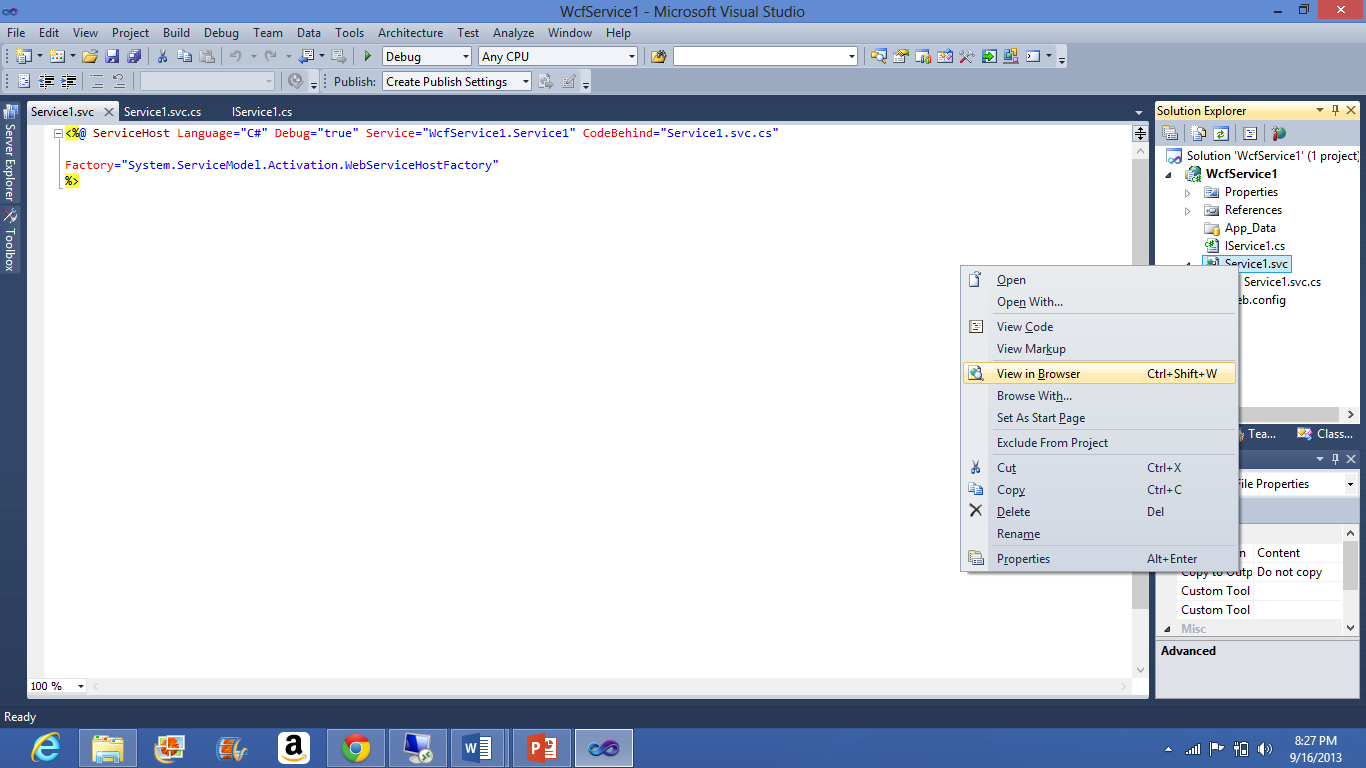 WcfService1 - Microsoft Visual Studio
File Edit View Project Build Debug Team Data Tools Architecture Test Analyze Window Help
Debug Any CPU
Publish: Create Publish Settings
Server Explorer
Toolbox
Service1.svc Service1.svc.cs IService1.cs
<%@ ServiceHost Language="C#" Debug="true" Service="WcfService1.Service1" CodeBehind="Service1.svc.cs"
Factory="System.ServiceModel.Activation.WebServiceHostFactory"
%>
100 %
Solution Explorer
Solution 'WcfService1' (1 project)
WcfService1
Properties
References
App_Data
IService1.cs
Service1.svc
Service1.svc.cs
eb.config
Open
Open With...
View Code
View Markup
View in Browser Ctrl+Shift+W
Browse With...
Set As Start Page
Exclude From Project
Cut Ctrl+X
Copy Ctrl+C
Delete Del
Rename
Properties Alt+Enter
Tea... Class...
File Properties
n Content
Copy to Outp Do not copy
Custom Tool
Custom Tool
Misc
Advanced
Ready
8:27 PM
9/16/2013